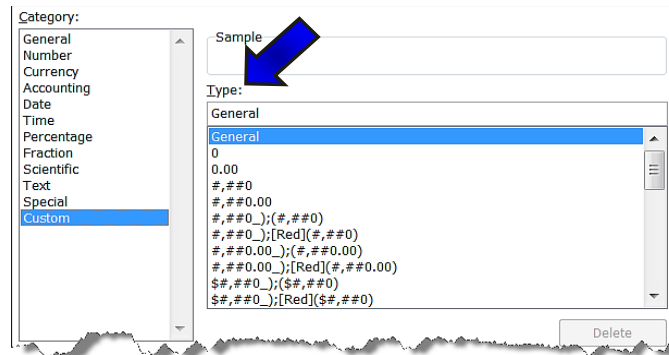 Category:
General
Number
Currency
Accounting
Date
Time
Percentage
Fraction
Scientific
Text
Special
Custom
Sample
Type:
General
General
0
0.00
#,##0
#,##0.00
#,##0_);(#,##0)
#,##0_);[Red](#,##0)
#,##0.00_);(#,##0.00)
#,##0.00_);[Red](#,##0.00)
$#,##0_);($#,##0)
$#,##0_);[Red]($#,##0)
Delete